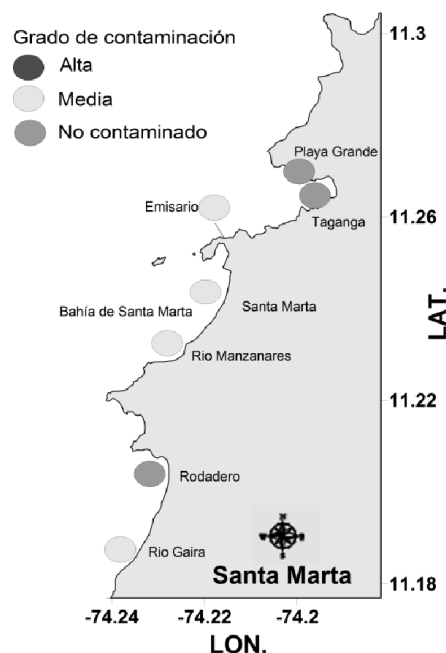 Grado de contaminación
Alta
Media
No contaminado
11.3
Playa Grande
Emisario
11.26
Taganga
Bahía de Santa Marta
Santa Marta
LAT.
Rio Manzanares
11.22
Rodadero
Rio Gaira
Santa Marta
11.18
-74.24 -74.22 -74.2
LON.